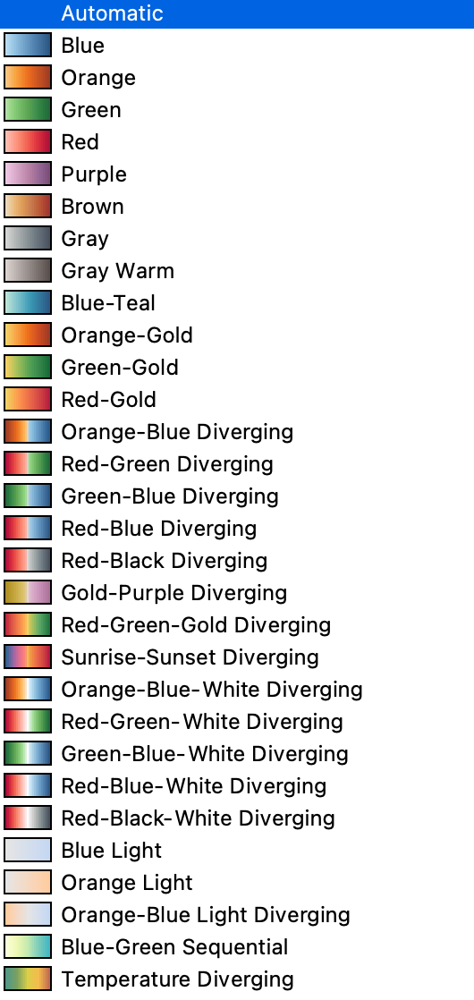 Automatic
Blue
Orange
Green
Red
Purple
Brown
Gray
Gray Warm
Blue-Teal
Orange-Gold
Green-Gold
Red-Gold
Orange-Blue Diverging
Red-Green Diverging
Green-Blue Diverging
Red-Blue Diverging
Red-Black Diverging
Gold-Purple Diverging
Red-Green-Gold Diverging
Sunrise-Sunset Diverging
Orange-Blue-White Diverging
Red-Green-White Diverging
Green-Blue-White Diverging
Red-Blue-White Diverging
Red-Black-White Diverging
Blue Light
Orange Light
Orange-Blue Light Diverging
Blue-Green Sequential
Temperature Diverging